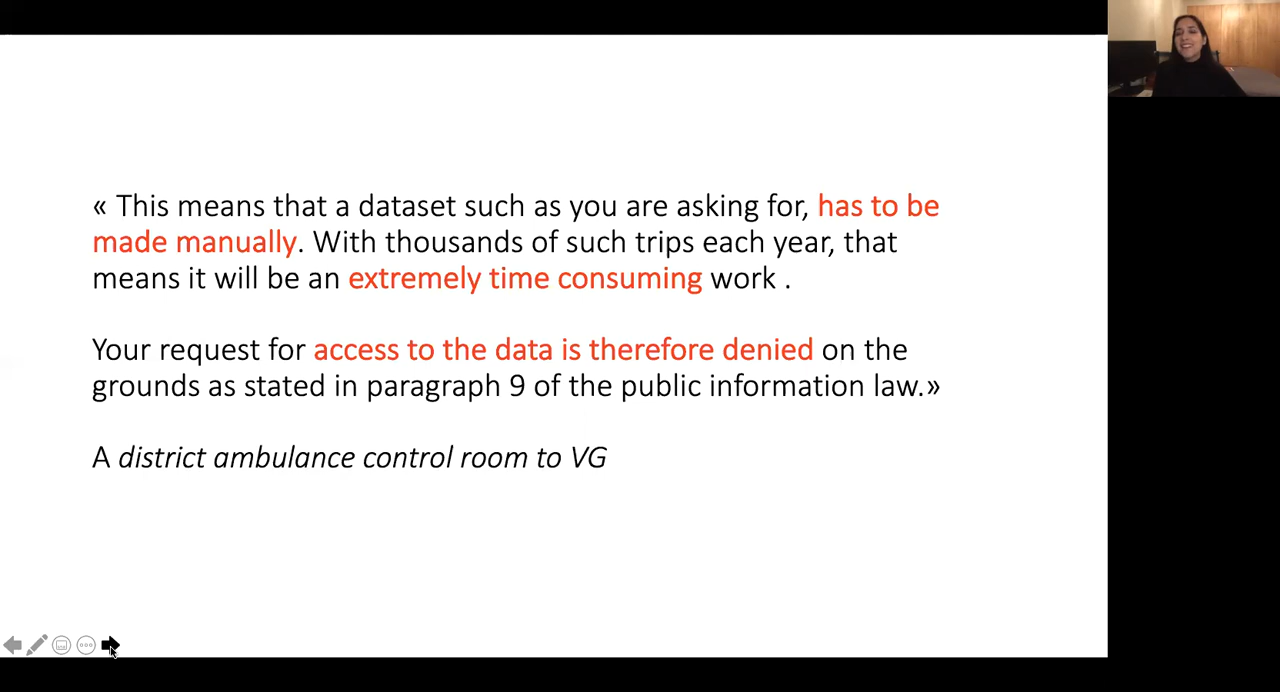 « This means that a dataset such as you are asking for, has to be
made manually. With thousands of such trips each year, that
means it will be an extremely time consuming work .
Your request for access to the data is therefore denied on the
grounds as stated in paragraph 9 of the public information law.»
A district ambulance control room to VG